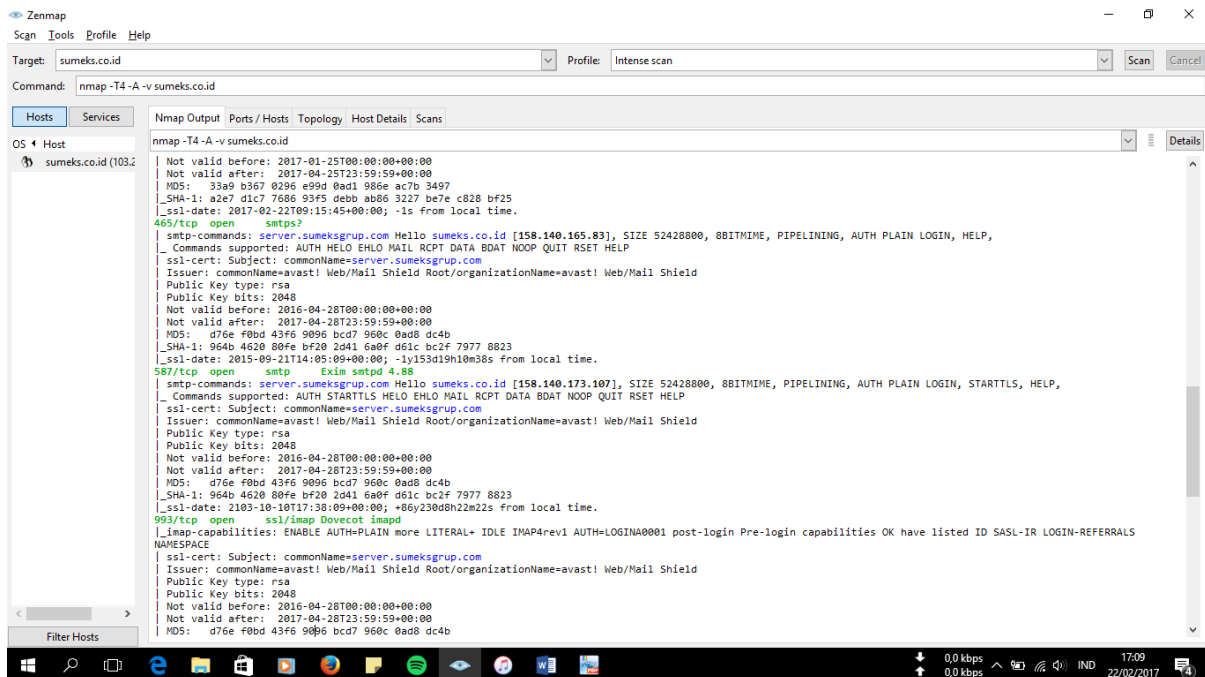 Zenmap
Scan Tools Profile Help
Target: sumeks.co.id Profile: Intense scan Scan Cancel
Command: nmap -T4 -A -v sumeks.co.id
Hosts Services Nmap Output Ports / Hosts Topology Host Details Scans
OS Host nmap -T4 -A -v sumeks.co.id Details
sumeks.co.id (103.2
| Not valid before: 2017-01-25T00:00:00+00:00
| Not valid after:  2017-04-25T23:59:59+00:00
| MD5:   33a9 b367 0296 e99d 0ad1 986e ac7b 3497
|_SHA-1: a2e7 d1c7 7686 93f5 debb ab86 3227 be7e c828 bf25
|_ssl-date: 2017-02-22T09:15:45+00:00; -1s from local time.
465/tcp open smtps?
| smtp-commands: server.sumeksgrup.com Hello sumeks.co.id [158.140.165.83], SIZE 52428800, 8BITMIME, PIPELINING, AUTH PLAIN LOGIN, HELP,
|_ Commands supported: AUTH HELO EHLO MAIL RCPT DATA BDAT NOOP QUIT RSET HELP
| ssl-cert: Subject: commonName=server.sumeksgrup.com
| Issuer: commonName=avast! Web/Mail Shield Root/organizationName=avast! Web/Mail Shield
| Public Key type: rsa
| Public Key bits: 2048
| Not valid before: 2016-04-28T00:00:00+00:00
| Not valid after:  2017-04-28T23:59:59+00:00
| MD5:   d76e f0bd 43f6 9096 bcd7 960c 0ad8 dc4b
|_SHA-1: 964b 4620 80fe bf20 2d41 6a0f d61c bc2f 7977 8823
|_ssl-date: 2015-09-21T14:05:09+00:00; -1y153d19h10m38s from local time.
587/tcp open smtp Exim smtpd 4.88
| smtp-commands: server.sumeksgrup.com Hello sumeks.co.id [158.140.173.107], SIZE 52428800, 8BITMIME, PIPELINING, AUTH PLAIN LOGIN, STARTTLS, HELP,
|_ Commands supported: AUTH STARTTLS HELO EHLO MAIL RCPT DATA BDAT NOOP QUIT RSET HELP
| ssl-cert: Subject: commonName=server.sumeksgrup.com
| Issuer: commonName=avast! Web/Mail Shield Root/organizationName=avast! Web/Mail Shield
| Public Key type: rsa
| Public Key bits: 2048
| Not valid before: 2016-04-28T00:00:00+00:00
| Not valid after:  2017-04-28T23:59:59+00:00
| MD5:   d76e f0bd 43f6 9096 bcd7 960c 0ad8 dc4b
|_SHA-1: 964b 4620 80fe bf20 2d41 6a0f d61c bc2f 7977 8823
|_ssl-date: 2103-10-10T17:38:09+00:00; +86y230d8h22m22s from local time.
993/tcp open ssl/imap Dovecot imapd
|_imap-capabilities: ENABLE AUTH=PLAIN more LITERAL+ IDLE IMAP4rev1 AUTH=LOGINA0001 post-login Pre-login capabilities OK have listed ID SASL-IR LOGIN-REFERRALS
NAMESPACE
| ssl-cert: Subject: commonName=server.sumeksgrup.com
| Issuer: commonName=avast! Web/Mail Shield Root/organizationName=avast! Web/Mail Shield
| Public Key type: rsa
| Public Key bits: 2048
| Not valid before: 2016-04-28T00:00:00+00:00
| Not valid after:  2017-04-28T23:59:59+00:00
| MD5:   d76e f0bd 43f6 9096 bcd7 960c 0ad8 dc4b
Filter Hosts
0,0 kbps
0,0 kbps
IND
17:09
22/02/2017
4